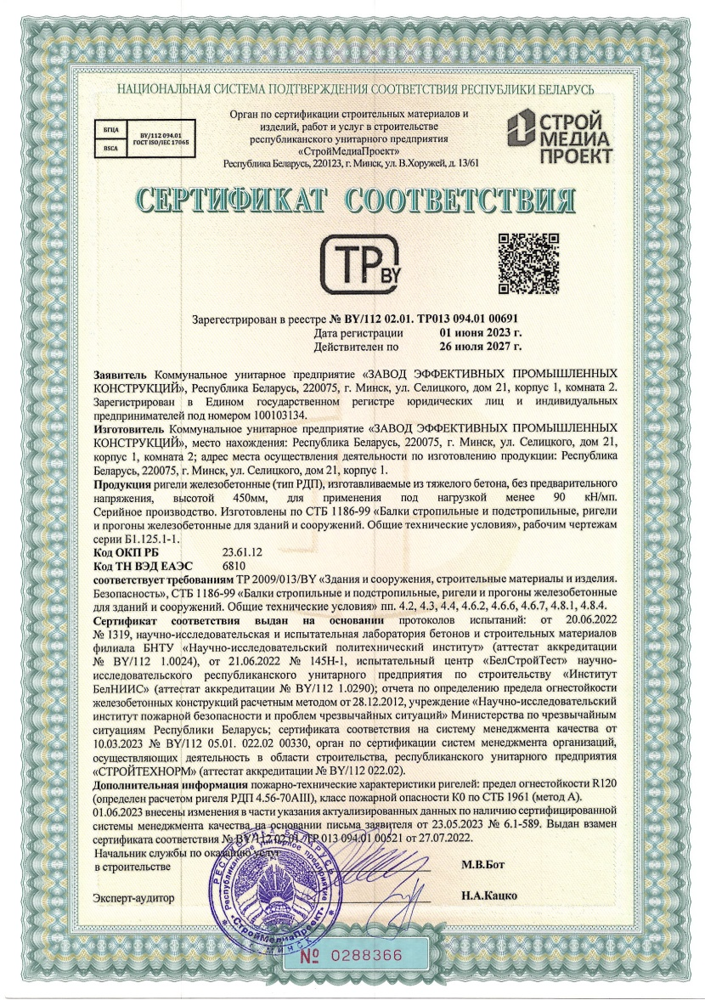 НАЦИОНАЛЬНАЯ СИСТЕМА ПОДТВЕРЖДЕНИЯ СООТВЕТСТВИЯ РЕСПУБЛИКИ БЕЛАРУСЬ
БГЦА
BSCA
BY/112 094.01
ГОСТ ISO/IEC 17065
Орган по сертификации строительных материалов и
изделий, работ и услуг в строительстве
республиканского унитарного предприятия
«СтройМедиаПроект»
Республика Беларусь, 220123, г. Минск, ул. В.Хоружей, д. 13/61
СТРОЙ
МЕДИА
ПРОЕКТ
СЕРТИФИКАТ СООТВЕТСТВИЯ
ТР BY
Зарегестрирован в реестре № BY/112 02.01. ТР013 094.01 00691
Дата регистрации 01 июня 2023 г.
Действителен по 26 июля 2027 г.
Заявитель Коммунальное унитарное предприятие «ЗАВОД ЭФФЕКТИВНЫХ ПРОМЫШЛЕННЫХ
КОНСТРУКЦИЙ», Республика Беларусь, 220075, г. Минск, ул. Селицкого, дом 21, корпус 1, комната 2.
Зарегистрирован в Едином государственном регистре юридических лиц и индивидуальных
предпринимателей под номером 100103134.
Изготовитель Коммунальное унитарное предприятие «ЗАВОД ЭФФЕКТИВНЫХ ПРОМЫШЛЕННЫХ
КОНСТРУКЦИЙ», место нахождения: Республика Беларусь, 220075, г. Минск, ул. Селицкого, дом 21,
корпус 1, комната 2; адрес места осуществления деятельности по изготовлению продукции: Республика
Беларусь, 220075, г. Минск, ул. Селицкого, дом 21, корпус 1.
Продукция ригели железобетонные (тип РДП), изготавливаемые из тяжелого бетона, без предварительного
напряжения, высотой 450мм, для применения под нагрузкой менее 90 кН/мп.
Серийное производство. Изготовлены по СТБ 1186-99 «Балки стропильные и подстропильные, ригели
и прогоны железобетонные для зданий и сооружений. Общие технические условия», рабочим чертежам
серии Б1.125.1-1.
Код ОКП РБ 23.61.12
Код ТН ВЭД ЕАЭС 6810
соответствует требованиям ТР 2009/013/BY «Здания и сооружения, строительные материалы и изделия.
Безопасность», СТБ 1186-99 «Балки стропильные и подстропильные, ригели и прогоны железобетонные
для зданий и сооружений. Общие технические условия» пп. 4.2, 4.3, 4.4, 4.6.2, 4.6.6, 4.6.7, 4.8.1, 4.8.4.
Сертификат соответствия выдан на основании протоколов испытаний: от 20.06.2022
№ 1319, научно-исследовательская и испытательная лаборатория бетонов и строительных материалов
филиала БНТУ «Научно-исследовательский политехнический институт» (аттестат аккредитации
№ BY/112 1.0024), от 21.06.2022 № 145Н-1, испытательный центр «БелСтройТест» научно-
исследовательского республиканского унитарного предприятия по строительству «Институт
БелНИИС» (аттестат аккредитации № BY/112 1.0290); отчета по определению предела огнестойкости
железобетонных конструкций расчетным методом от 28.12.2012, учреждение «Научно-исследовательский
институт пожарной безопасности и проблем чрезвычайных ситуаций» Министерства по чрезвычайным
ситуациям Республики Беларусь; сертификата соответствия на систему менеджмента качества от
10.03.2023 № BY/112 05.01. 022.02 00330, орган по сертификации систем менеджмента организаций,
осуществляющих деятельность в области строительства, республиканского унитарного предприятия
«СТРОЙТЕХНОРМ» (аттестат аккредитации № BY/112 022.02).
Дополнительная информация пожарно-технические характеристики ригелей: предел огнестойкости R120
(определен расчетом ригеля РДП 4.56-70АIII), класс пожарной опасности К0 по СТБ 1961 (метод А).
01.06.2023 внесены изменения в части указания актуализированных данных по наличию сертифицированной
системы менеджмента качества на основании письма заявителя от 23.05.2023 № 6.1-589. Выдан взамен
сертификата соответствия № BY/112 02.01. ТР 013 094.01 00521 от 27.07.2022.
Начальник службы по оказанию услуг
в строительстве М.В.Бот
Эксперт-аудитор Н.А.Кацко
РЕСПУБЛИКА БЕЛАРУСЬ
Республиканское унитарное предприятие
«СтройМедиаПроект»
г. МИНСК
№ 0288366